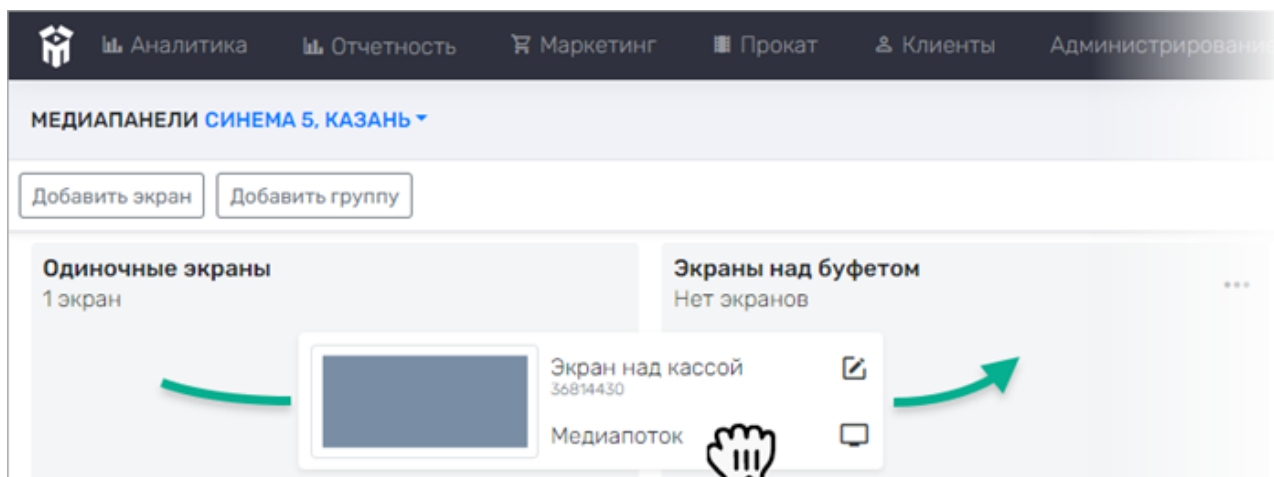 Аналитика Отчетность Маркетинг Прокат Клиенты Администрирование
МЕДИАПАНЕЛИ СИНЕМА 5, КАЗАНЬ
Добавить экран Добавить группу
Одиночные экраны
1 экран
Экраны над буфетом
Нет экранов
Экран над кассой
36814430
Медиапоток